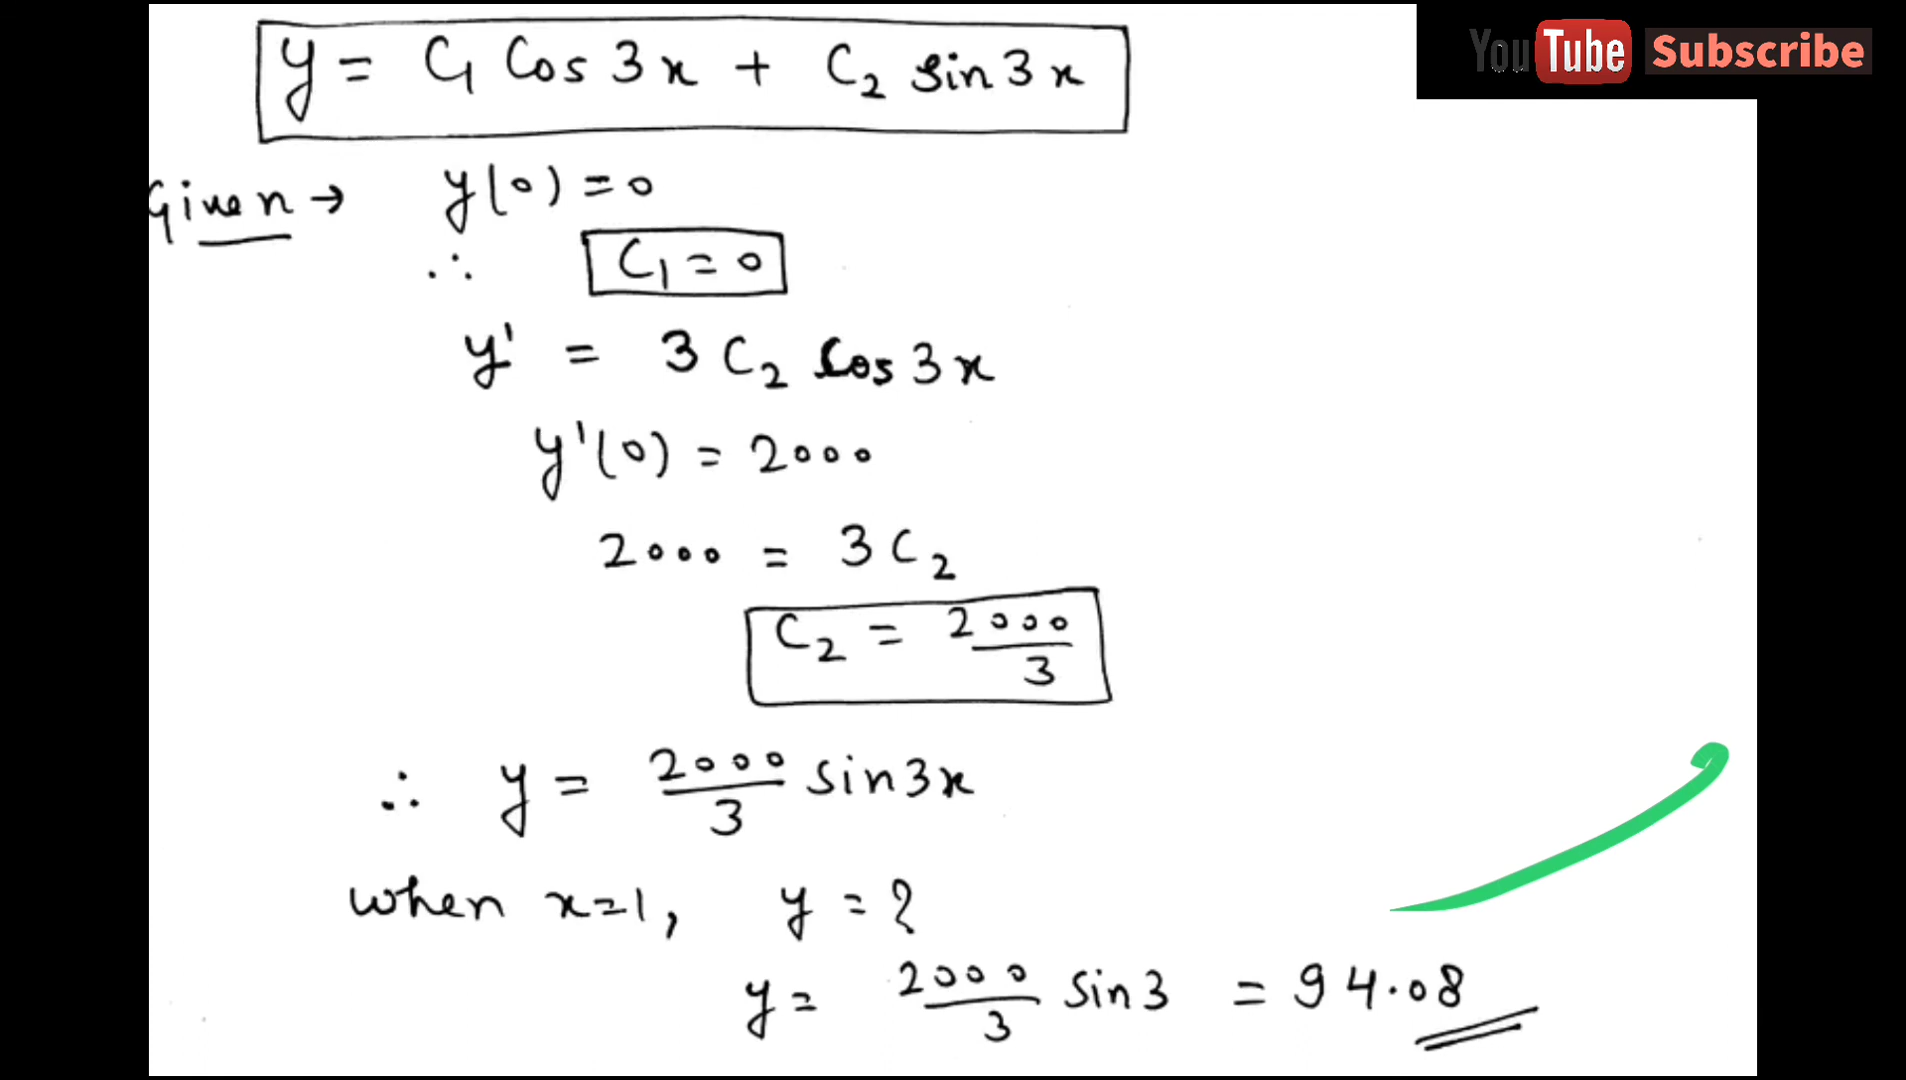 YouTube Subscribe
y = C₁ Cos 3x + C₂ sin 3x
Given → y(0) = 0
∴ C₁ = 0
y' = 3 C₂ Cos 3x
y'(0) = 2000
2000 = 3 C₂
C₂ = 2000/3
∴ y = 2000/3 sin 3x
when x=1, y = ?
y = 2000/3 sin 3 = 94.08